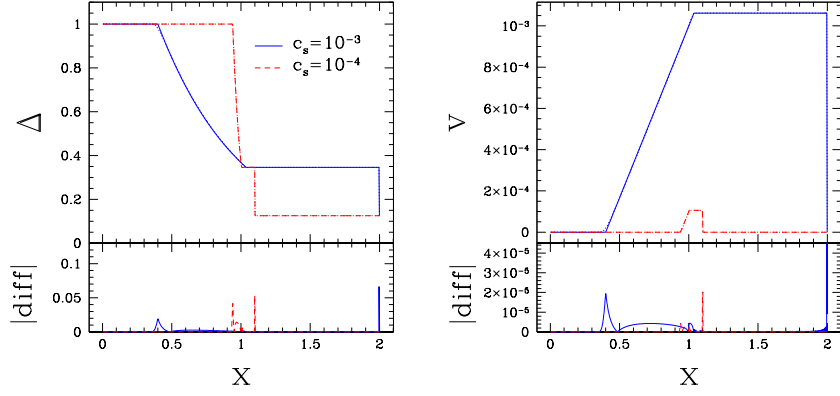 1
0.8
0.6
0.4
0.2
0
Δ
c_s=10^-3
c_s=10^-4
0.1
0.05
0
|diff|
0 0.5 1 1.5 2
X
10^-3
8×10^-4
6×10^-4
4×10^-4
2×10^-4
0
V
4×10^-5
3×10^-5
2×10^-5
10^-5
0
|diff|
0 0.5 1 1.5 2
X